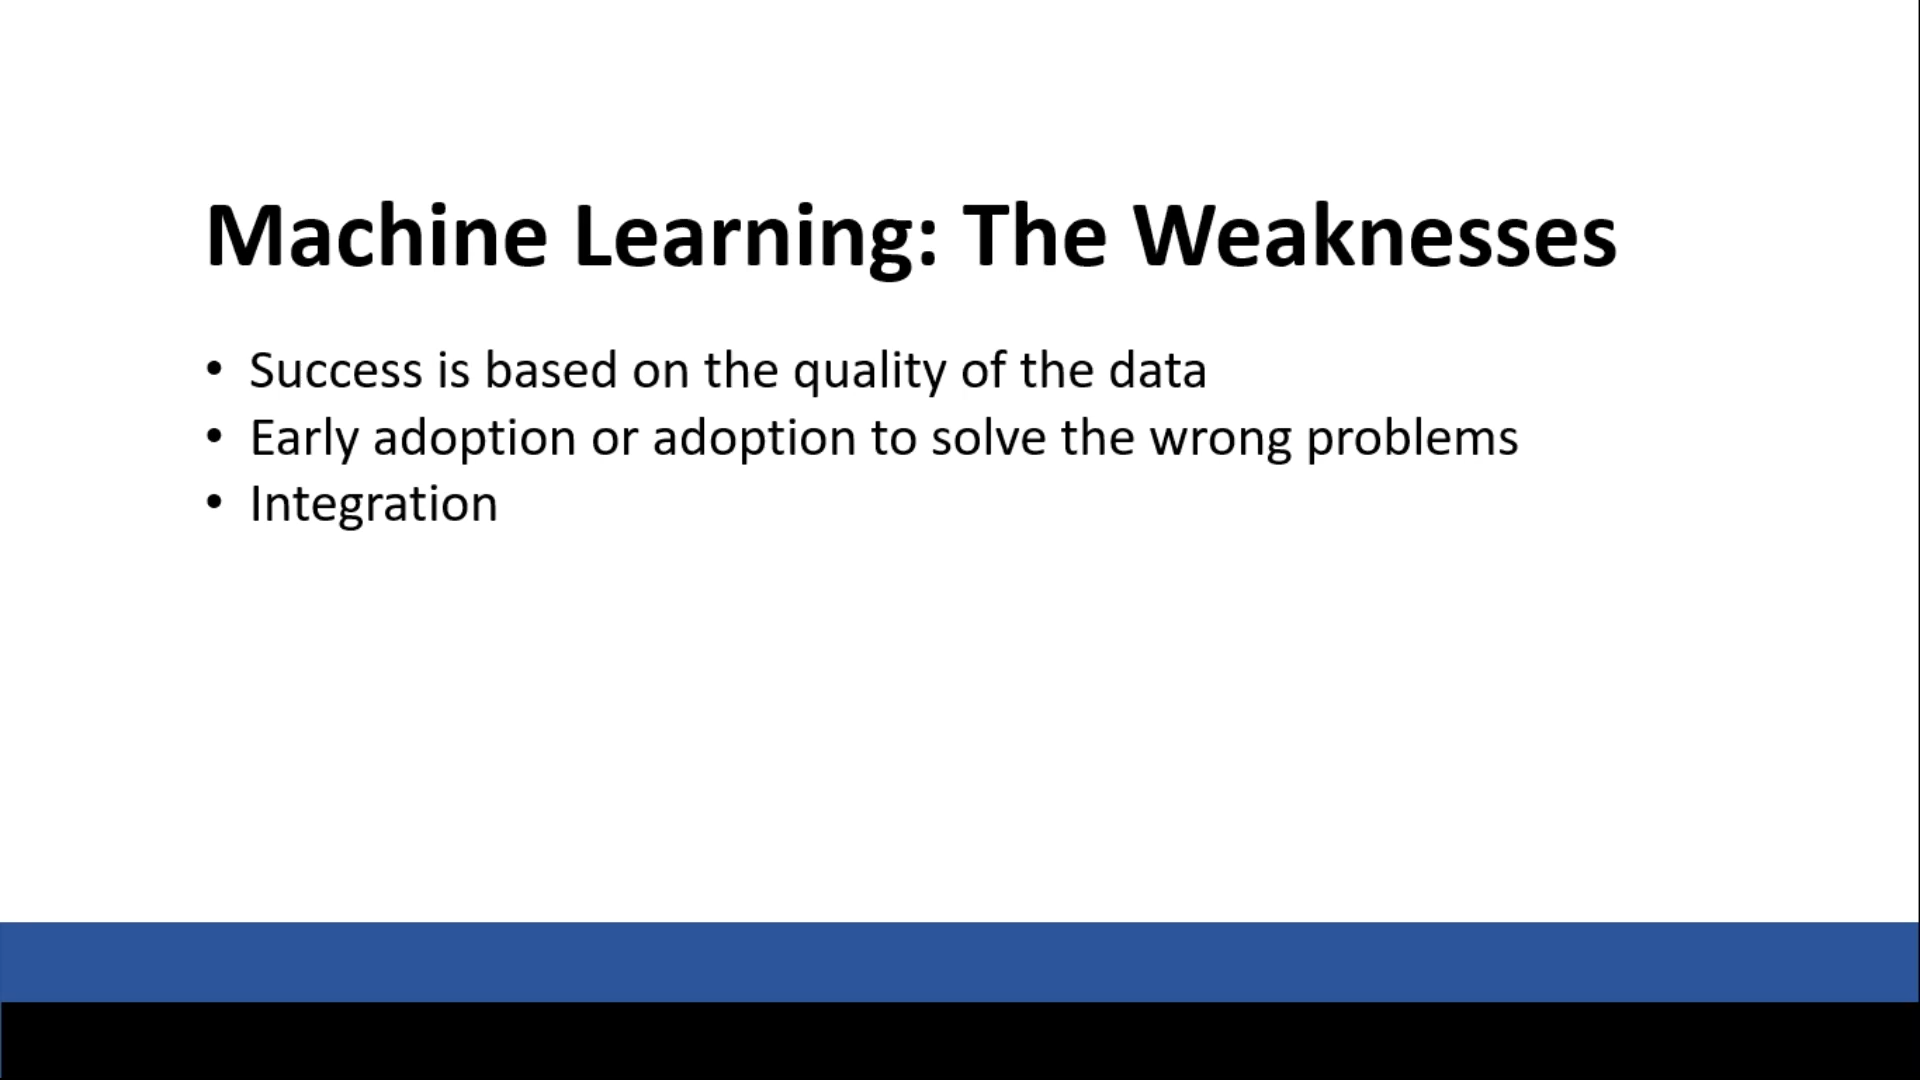 Machine Learning: The Weaknesses
• Success is based on the quality of the data
• Early adoption or adoption to solve the wrong problems
• Integration